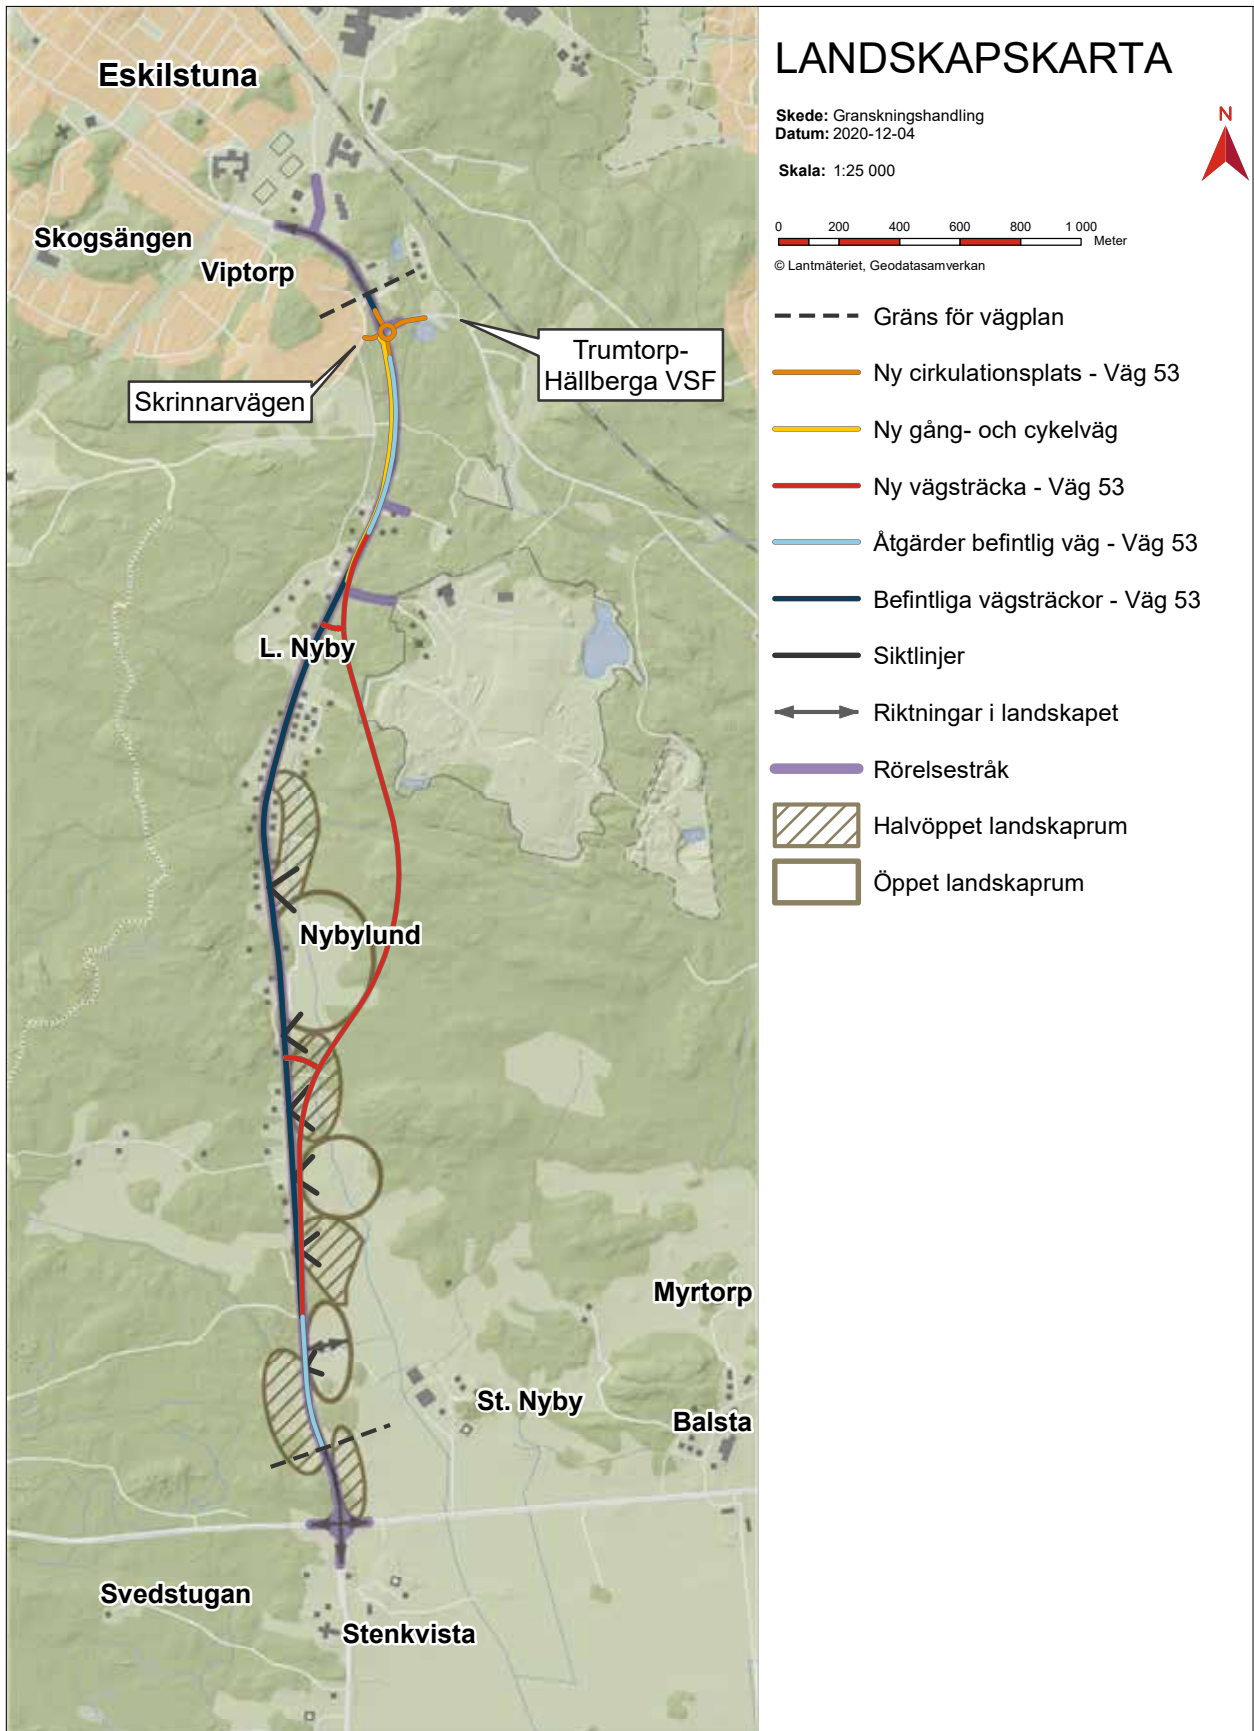 LANDSKAPSKARTA
Skede: Granskningshandling
Datum: 2020-12-04
Skala: 1:25 000
N
0 200 400 600 800 1 000
Meter
© Lantmäteriet, Geodatasamverkan
Gräns för vägplan
Ny cirkulationsplats - Väg 53
Ny gång- och cykelväg
Ny vägsträcka - Väg 53
Åtgärder befintlig väg - Väg 53
Befintliga vägsträckor - Väg 53
Siktlinjer
Riktningar i landskapet
Rörelsestråk
Halvöppet landskaprum
Öppet landskaprum
Eskilstuna
Skogsängen
Viptorp
Trumtorp-
Hällberga VSF
Skrinnarvägen
L. Nyby
Nybylund
Myrtorp
St. Nyby
Balsta
Svedstugan
Stenkvista